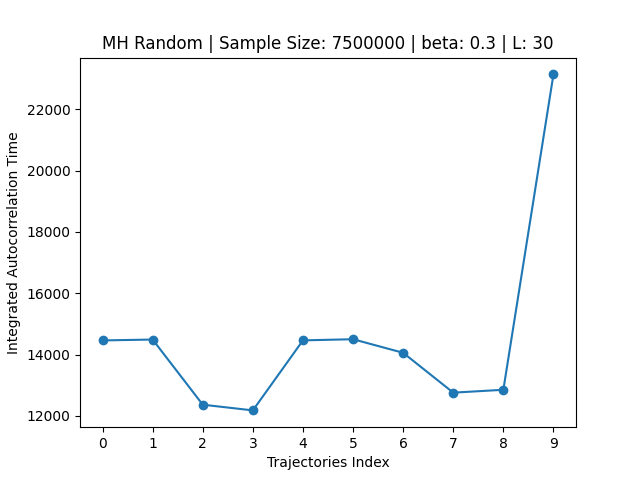 MH Random | Sample Size: 7500000 | beta: 0.3 | L: 30
Integrated Autocorrelation Time
22000
20000
18000
16000
14000
12000
0 1 2 3 4 5 6 7 8 9
Trajectories Index